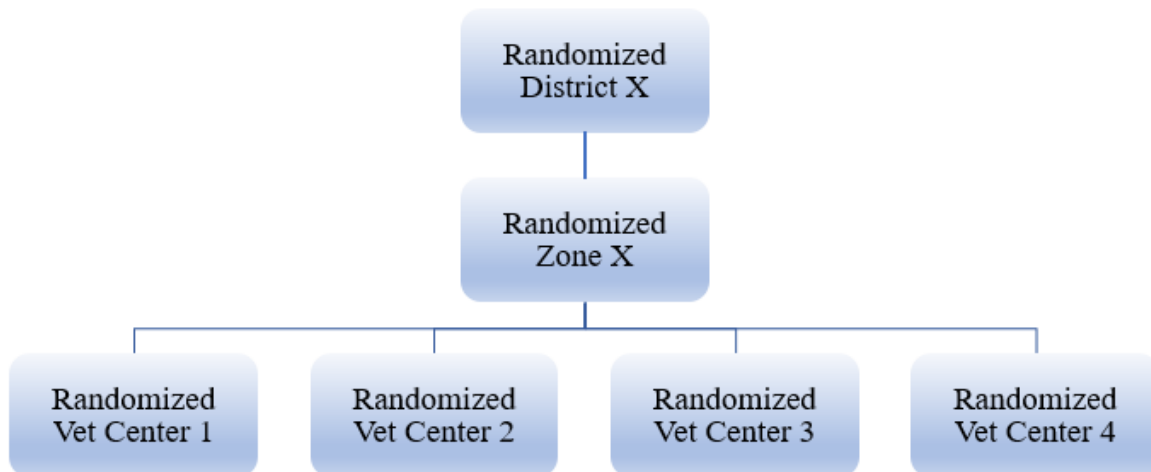 Randomized
District X
Randomized
Zone X
Randomized
Vet Center 1
Randomized
Vet Center 2
Randomized
Vet Center 3
Randomized
Vet Center 4